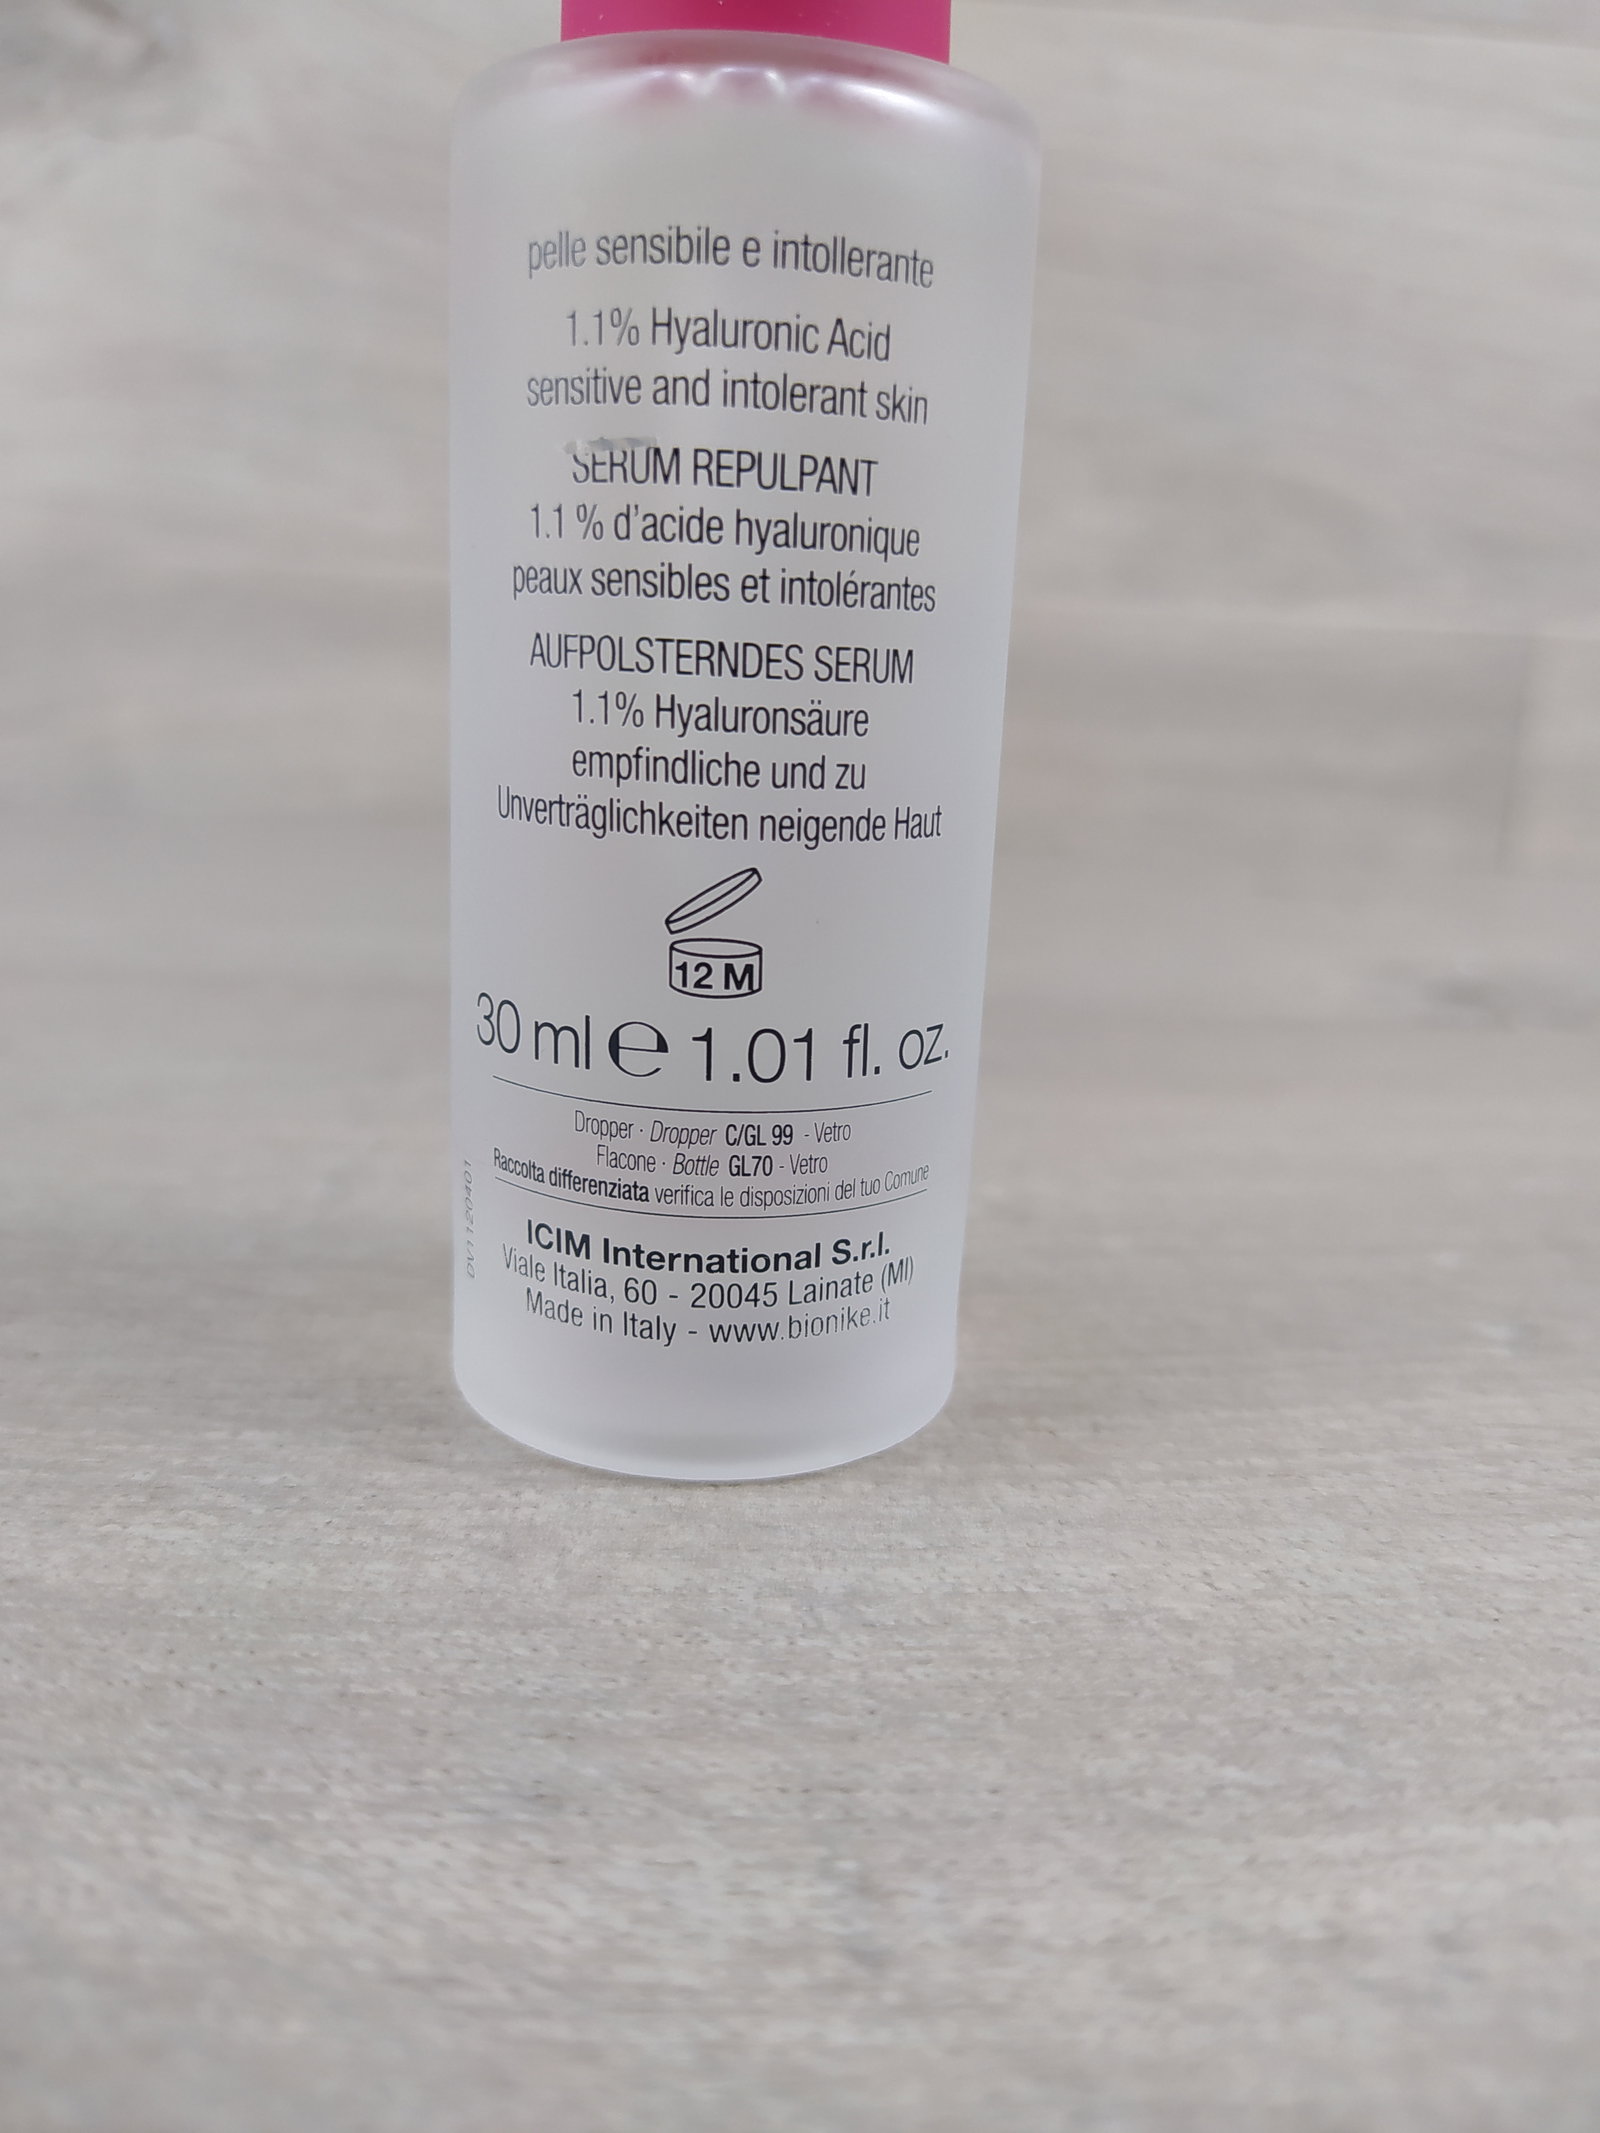 pelle sensibile e intollerante
1.1% Hyaluronic Acid
sensitive and intolerant skin
SERUM REPULPANT
1.1 % d'acide hyaluronique
peaux sensibles et intolérantes
AUFPOLSTERNDES SERUM
1.1% Hyaluronsäure
empfindliche und zu
Unverträglichkeiten neigende Haut
12 M
30 ml e 1.01 fl. oz.
Dropper · Dropper C/GL 99 - Vetro
Flacone · Bottle GL70 - Vetro
Raccolta differenziata verifica le disposizioni del tuo Comune
DV1120401
ICIM International S.r.l.
Viale Italia, 60 - 20045 Lainate (MI)
Made in Italy - www.bionike.it